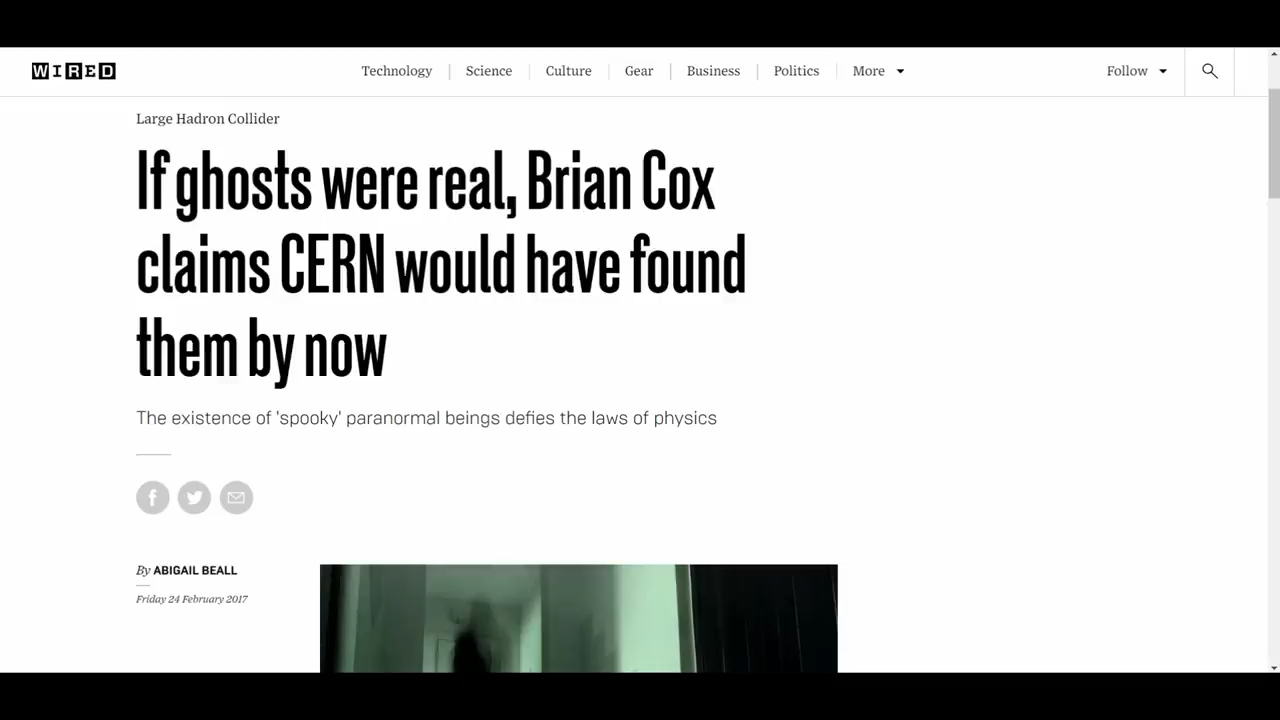 WIRED
Technology
Science
Culture
Gear
Business
Politics
More
Follow
Large Hadron Collider
If ghosts were real, Brian Cox
claims CERN would have found
them by now
The existence of 'spooky' paranormal beings defies the laws of physics
By ABIGAIL BEALL
Friday 24 February 2017